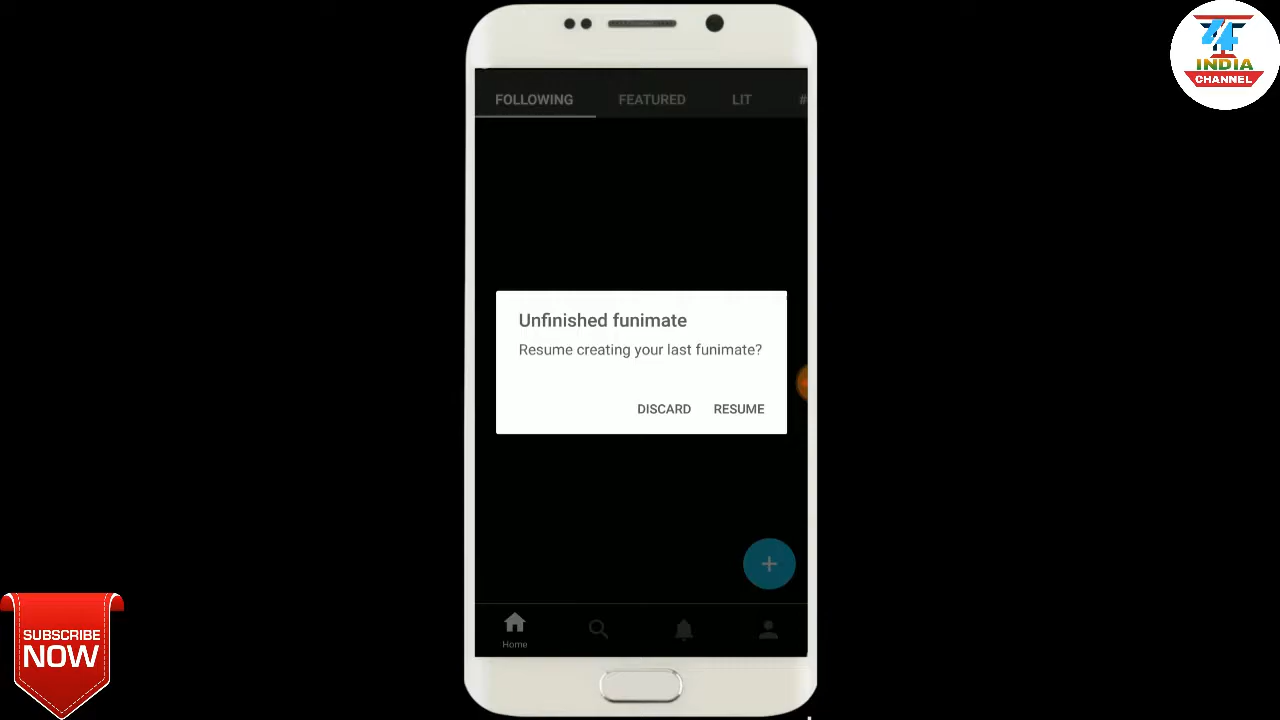 FOLLOWING FEATURED LIT #
Unfinished funimate
Resume creating your last funimate?
DISCARD RESUME
Home
INDIA
CHANNEL
SUBSCRIBE
NOW